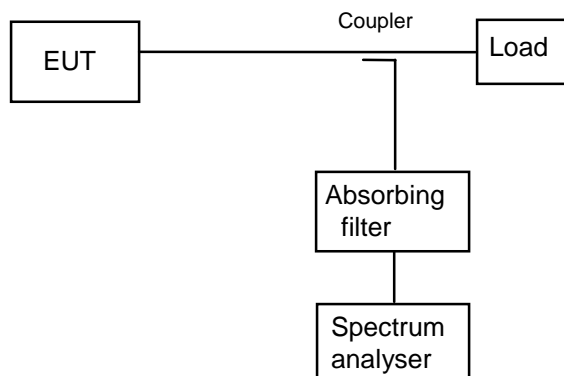 Coupler
EUT
Load
Absorbing
filter
Spectrum
analyser